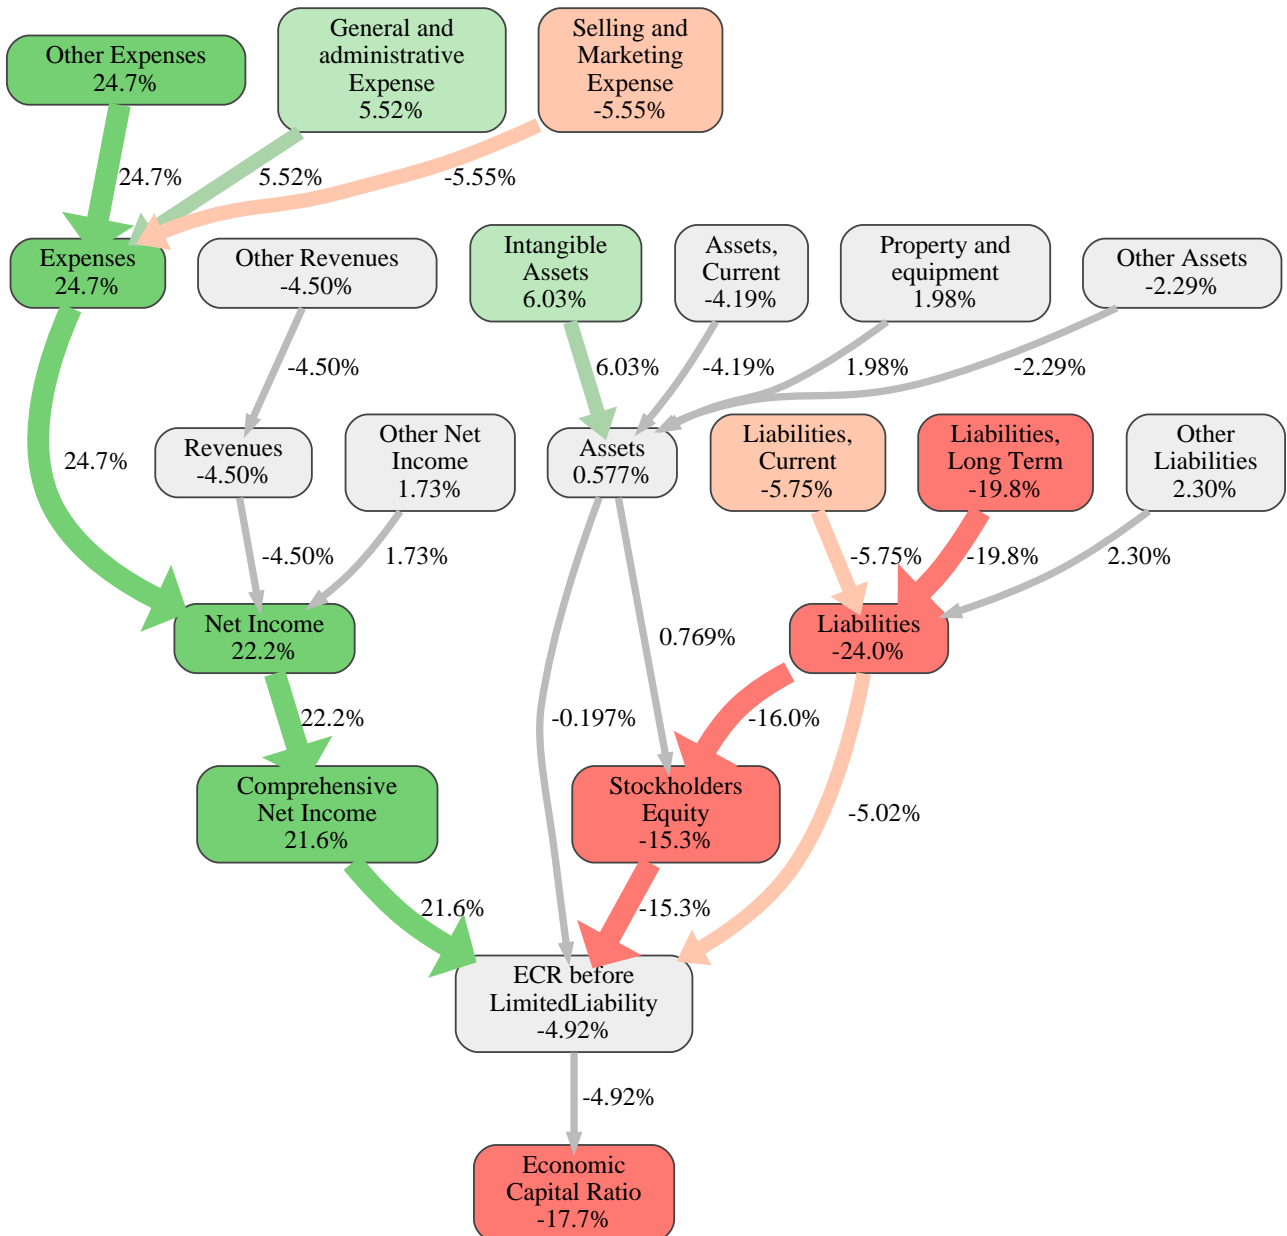 Other Expenses
24.7%
General and
administrative
Expense
5.52%
Selling and
Marketing
Expense
-5.55%
24.7%
5.52%
-5.55%
Expenses
24.7%
Other Revenues
-4.50%
Intangible
Assets
6.03%
Assets,
Current
-4.19%
Property and
equipment
1.98%
Other Assets
-2.29%
-4.50%
6.03%
-4.19%
1.98%
-2.29%
24.7%
Revenues
-4.50%
Other Net
Income
1.73%
Assets
0.577%
Liabilities,
Current
-5.75%
Liabilities,
Long Term
-19.8%
Other
Liabilities
2.30%
-4.50%
1.73%
-5.75%
-19.8%
2.30%
Net Income
22.2%
0.769%
Liabilities
-24.0%
22.2%
-0.197%
-16.0%
Comprehensive
Net Income
21.6%
Stockholders
Equity
-15.3%
-5.02%
21.6%
-15.3%
ECR before
LimitedLiability
-4.92%
-4.92%
Economic
Capital Ratio
-17.7%